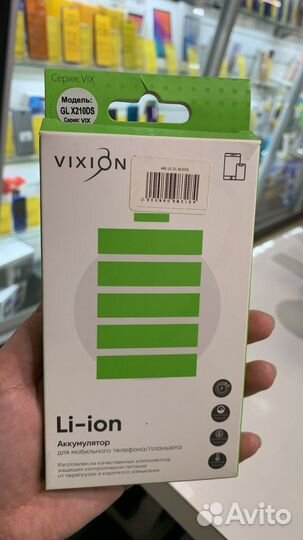 Серия: VIX
Модель:
GL X210DS
Серия: VIX
VIXION
Li-ion
Аккумулятор
для мобильного телефона/планшета
Изготовлен из качественных компонентов,
защищен контроллером питания
от перегрузок и короткого замыкания
Avito